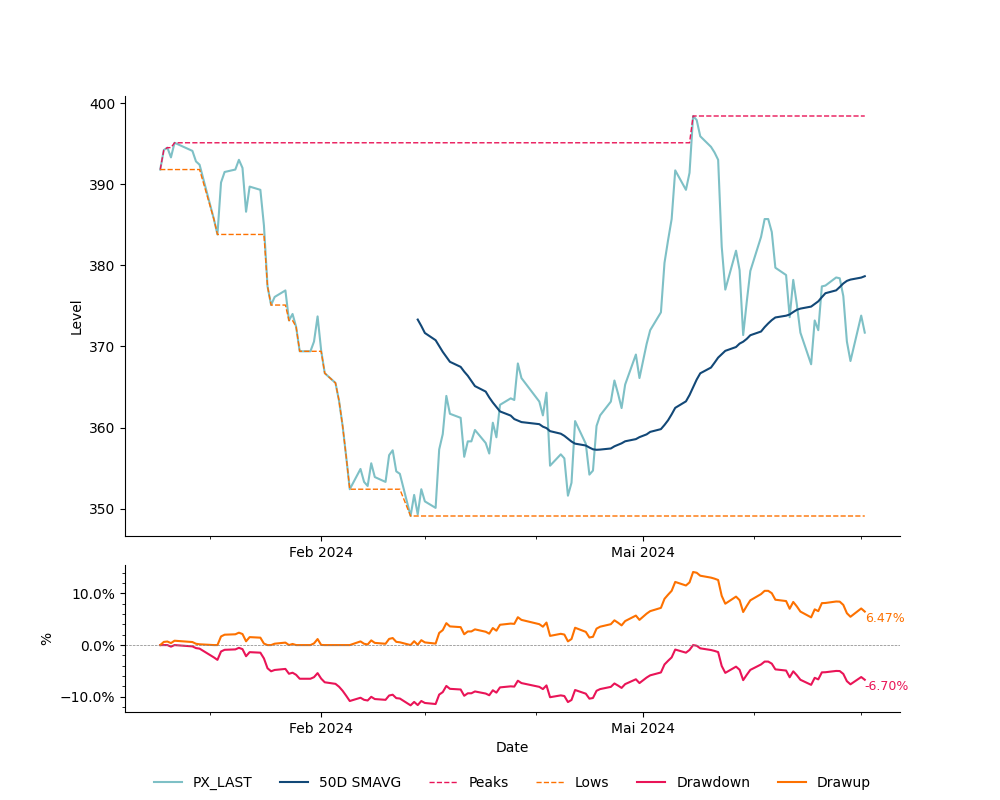 400
390
380
370
360
350
Level
Feb 2024
Mai 2024
10.0%
0.0%
−10.0%
%
6.47%
-6.70%
Feb 2024
Mai 2024
Date
PX_LAST 50D SMAVG Peaks Lows Drawdown Drawup